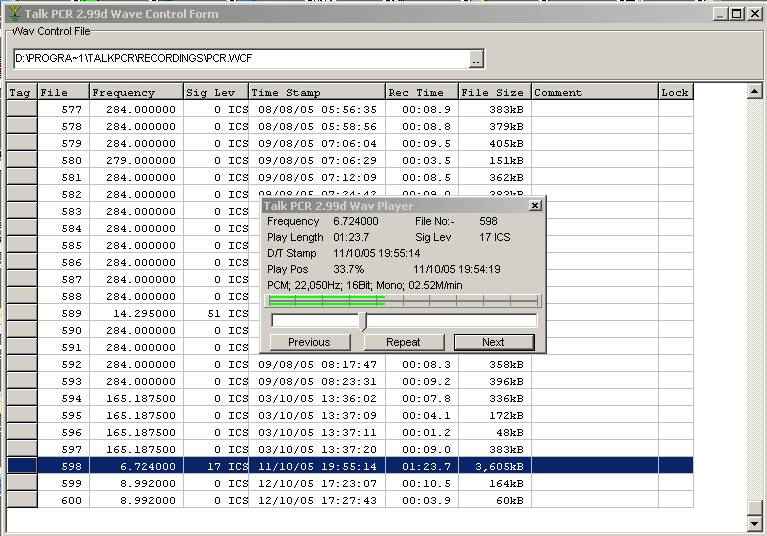 Talk PCR 2.99d Wave Control Form
Wav Control File
D:\PROGRA~1\TALKPCR\RECORDINGS\PCR.WCF
..
Tag File Frequency Sig Lev Time Stamp Rec Time File Size Comment Lock
577 284.000000 0 ICS 08/08/05 05:56:35 00:08.9 383kB
578 284.000000 0 ICS 08/08/05 05:58:56 00:08.8 379kB
579 284.000000 0 ICS 09/08/05 07:06:04 00:09.5 405kB
580 279.000000 0 ICS 09/08/05 07:06:29 00:03.5 151kB
581 284.000000 0 ICS 09/08/05 07:12:09 00:08.5 362kB
582 284.000000 0 ICS
583 284.000000 0 ICS
584 284.000000 0 ICS
585 284.000000 0 ICS
586 284.000000 0 ICS
587 284.000000 0 ICS
588 284.000000 0 ICS
589 14.295000 51 ICS
590 284.000000 0 ICS
591 284.000000 0 ICS
592 284.000000 0 ICS 09/08/05 08:17:47 00:08.3 358kB
593 284.000000 0 ICS 09/08/05 08:23:31 00:09.2 396kB
594 165.187500 0 ICS 03/10/05 13:36:02 00:07.8 336kB
595 165.187500 0 ICS 03/10/05 13:37:09 00:04.1 172kB
596 165.187500 0 ICS 03/10/05 13:37:11 00:01.2 48kB
597 165.187500 0 ICS 03/10/05 13:37:20 00:09.0 383kB
598 6.724000 17 ICS 11/10/05 19:55:14 01:23.7 3,605kB
599 8.992000 0 ICS 12/10/05 17:23:07 00:10.5 164kB
600 8.992000 0 ICS 12/10/05 17:27:43 00:03.9 60kB
Talk PCR 2.99d Wav Player
Frequency 6.724000 File No:- 598
Play Length 01:23.7 Sig Lev 17 ICS
D/T Stamp 11/10/05 19:55:14
Play Pos 33.7% 11/10/05 19:54:19
PCM; 22,050Hz; 16Bit; Mono; 02.52M/min
Previous Repeat Next